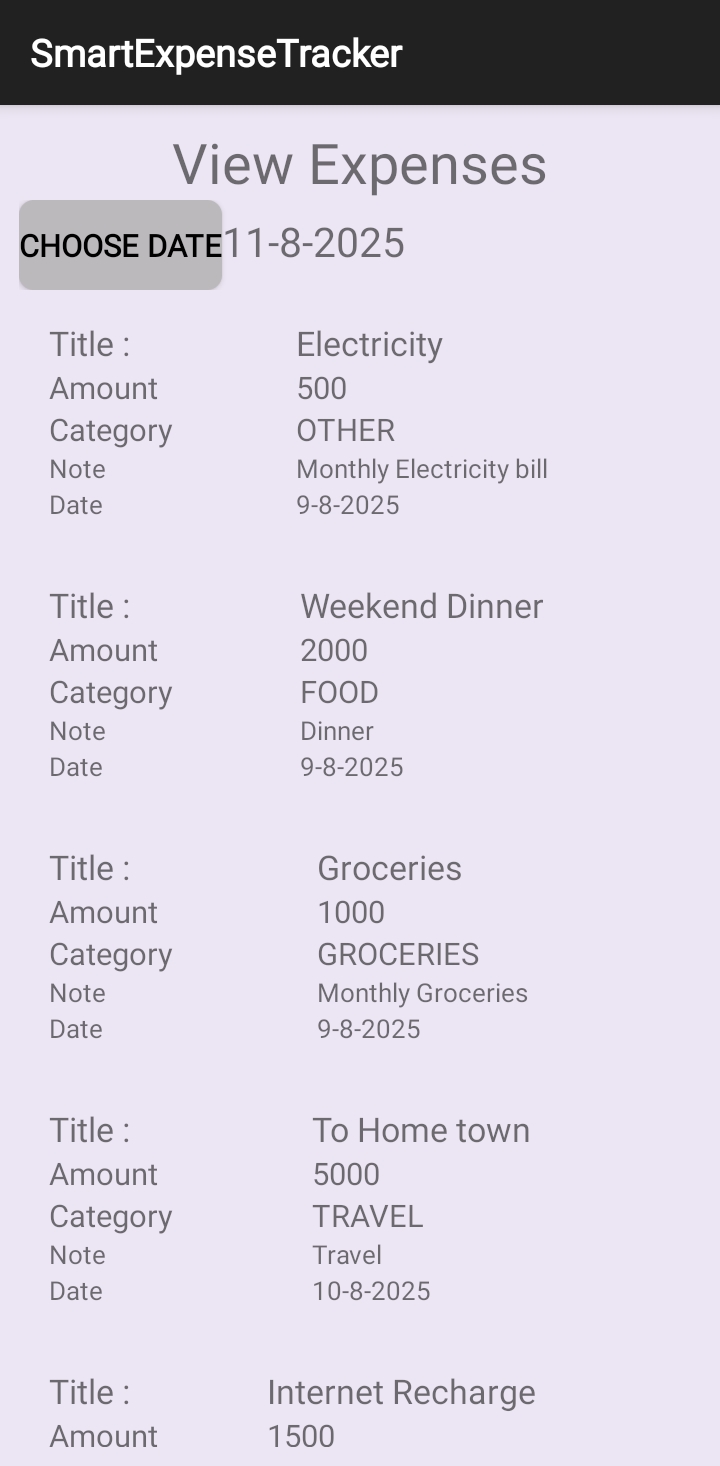 SmartExpenseTracker
View Expenses
CHOOSE DATE 11-8-2025
Title : Electricity
Amount 500
Category OTHER
Note Monthly Electricity bill
Date 9-8-2025
Title : Weekend Dinner
Amount 2000
Category FOOD
Note Dinner
Date 9-8-2025
Title : Groceries
Amount 1000
Category GROCERIES
Note Monthly Groceries
Date 9-8-2025
Title : To Home town
Amount 5000
Category TRAVEL
Note Travel
Date 10-8-2025
Title : Internet Recharge
Amount 1500